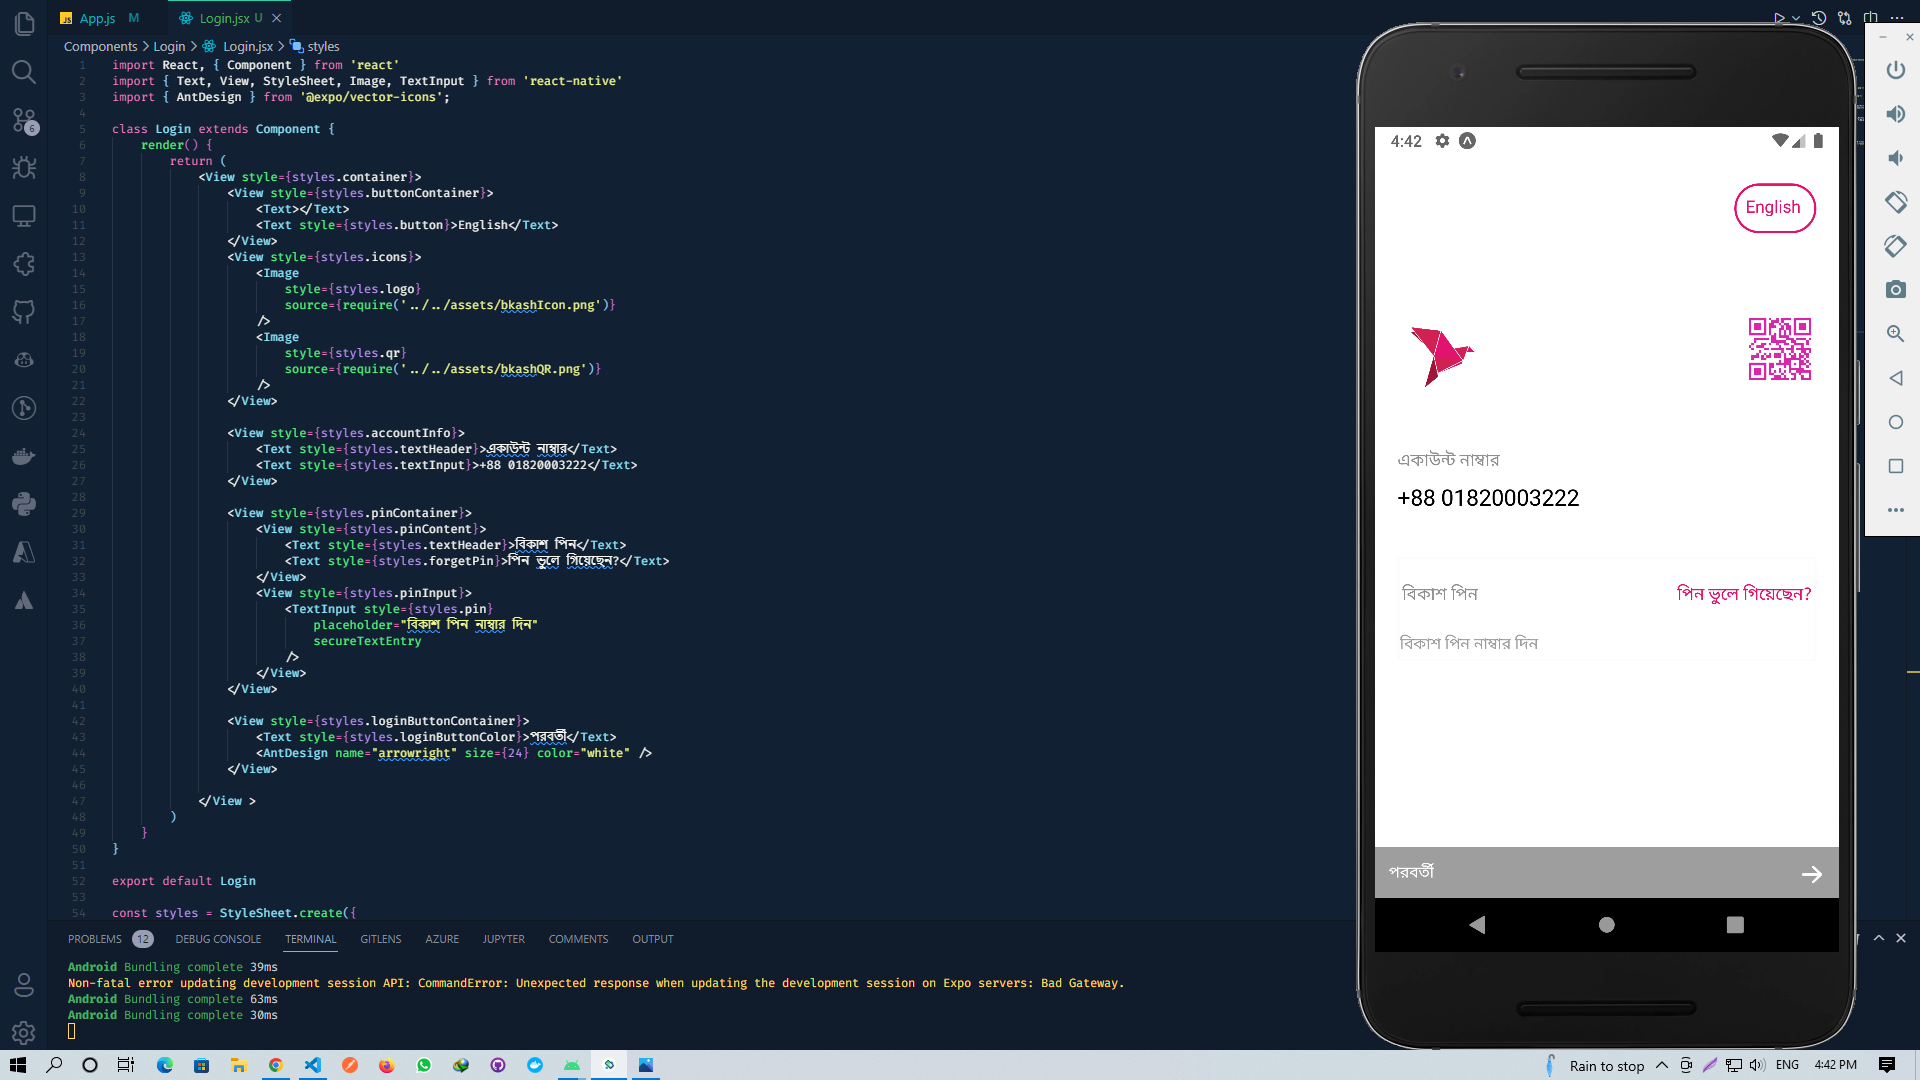 App.js M Login.jsx U
Components > Login > Login.jsx > styles
1 import React, { Component } from 'react'
2 import { Text, View, StyleSheet, Image, TextInput } from 'react-native'
3 import { AntDesign } from '@expo/vector-icons';
4
5 class Login extends Component {
6 render() {
7 return (
8 <View style={styles.container}>
9 <View style={styles.buttonContainer}>
10 <Text></Text>
11 <Text style={styles.button}>English</Text>
12 </View>
13 <View style={styles.icons}>
14 <Image
15 style={styles.logo}
16 source={require('../../assets/bkashIcon.png')}
17 />
18 <Image
19 style={styles.qr}
20 source={require('../../assets/bkashQR.png')}
21 />
22 </View>
23
24 <View style={styles.accountInfo}>
25 <Text style={styles.textHeader}>একাউন্ট নাম্বার</Text>
26 <Text style={styles.textInput}>+88 01820003222</Text>
27 </View>
28
29 <View style={styles.pinContainer}>
30 <View style={styles.pinContent}>
31 <Text style={styles.textHeader}>বিকাশ পিন</Text>
32 <Text style={styles.forgetPin}>পিন ভুলে গিয়েছেন?</Text>
33 </View>
34 <View style={styles.pinInput}>
35 <TextInput style={styles.pin}
36 placeholder="বিকাশ পিন নাম্বার দিন"
37 secureTextEntry
38 />
39 </View>
40 </View>
41
42 <View style={styles.loginButtonContainer}>
43 <Text style={styles.loginButtonColor}>পরবর্তী</Text>
44 <AntDesign name="arrowright" size={24} color="white" />
45 </View>
46
47 </View >
48 )
49 }
50 }
51
52 export default Login
53
54 const styles = StyleSheet.create({
6
PROBLEMS 12 DEBUG CONSOLE TERMINAL GITLENS AZURE JUPYTER COMMENTS OUTPUT
Android Bundling complete 39ms
Non-fatal error updating development session API: CommandError: Unexpected response when updating the development session on Expo servers: Bad Gateway.
Android Bundling complete 63ms
Android Bundling complete 30ms
4:42
English
একাউন্ট নাম্বার
+88 01820003222
বিকাশ পিন পিন ভুলে গিয়েছেন?
বিকাশ পিন নাম্বার দিন
পরবর্তী
Rain to stop ENG 4:42 PM